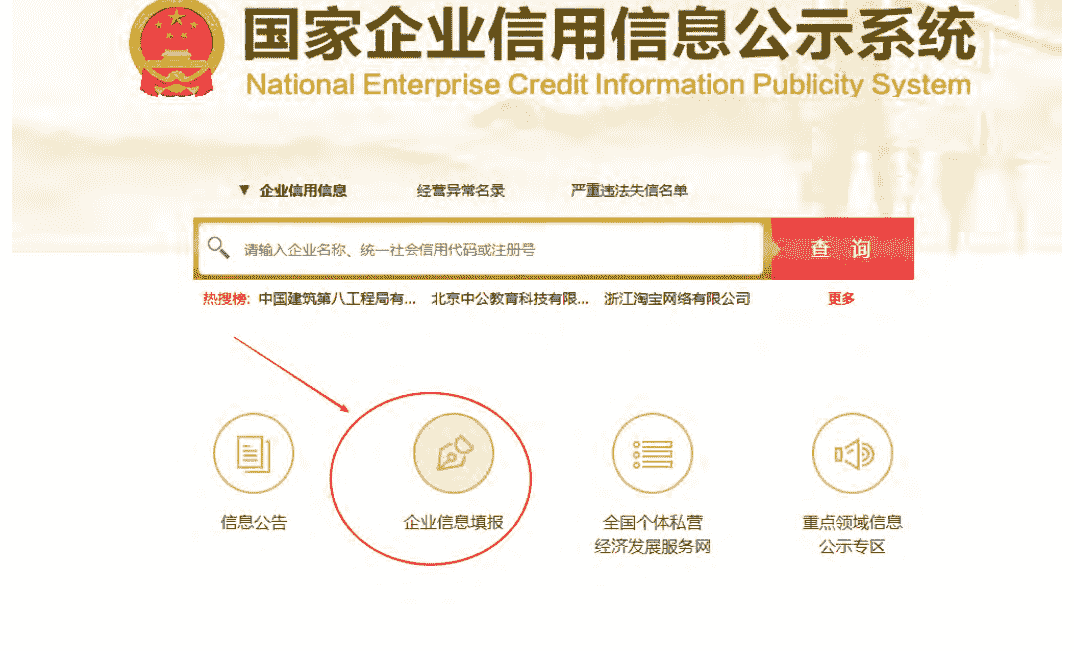 国家企业信用信息公示系统
National Enterprise Credit Information Publicity System
▼ 企业信用信息 经营异常名录 严重违法失信名单
请输入企业名称、统一社会信用代码或注册号 查 询
热搜榜: 中国建筑第八工程局有... 北京中公教育科技有限... 浙江淘宝网络有限公司 更多
信息公告 企业信息填报 全国个体私营 重点领域信息
经济发展服务网 公示专区